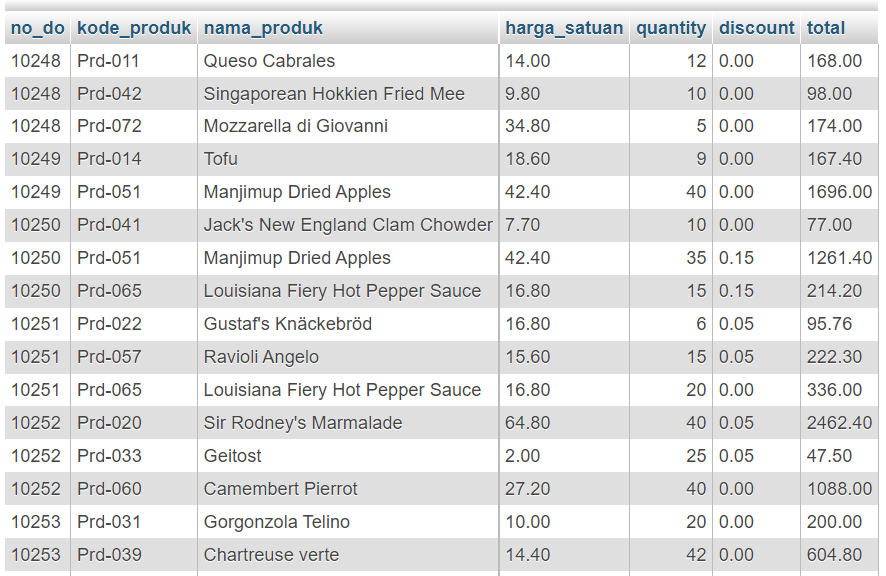 no_do kode_produk nama_produk harga_satuan quantity discount total
10248 Prd-011 Queso Cabrales 14.00 12 0.00 168.00
10248 Prd-042 Singaporean Hokkien Fried Mee 9.80 10 0.00 98.00
10248 Prd-072 Mozzarella di Giovanni 34.80 5 0.00 174.00
10249 Prd-014 Tofu 18.60 9 0.00 167.40
10249 Prd-051 Manjimup Dried Apples 42.40 40 0.00 1696.00
10250 Prd-041 Jack's New England Clam Chowder 7.70 10 0.00 77.00
10250 Prd-051 Manjimup Dried Apples 42.40 35 0.15 1261.40
10250 Prd-065 Louisiana Fiery Hot Pepper Sauce 16.80 15 0.15 214.20
10251 Prd-022 Gustaf's Knäckebröd 16.80 6 0.05 95.76
10251 Prd-057 Ravioli Angelo 15.60 15 0.05 222.30
10251 Prd-065 Louisiana Fiery Hot Pepper Sauce 16.80 20 0.00 336.00
10252 Prd-020 Sir Rodney's Marmalade 64.80 40 0.05 2462.40
10252 Prd-033 Geitost 2.00 25 0.05 47.50
10252 Prd-060 Camembert Pierrot 27.20 40 0.00 1088.00
10253 Prd-031 Gorgonzola Telino 10.00 20 0.00 200.00
10253 Prd-039 Chartreuse verte 14.40 42 0.00 604.80